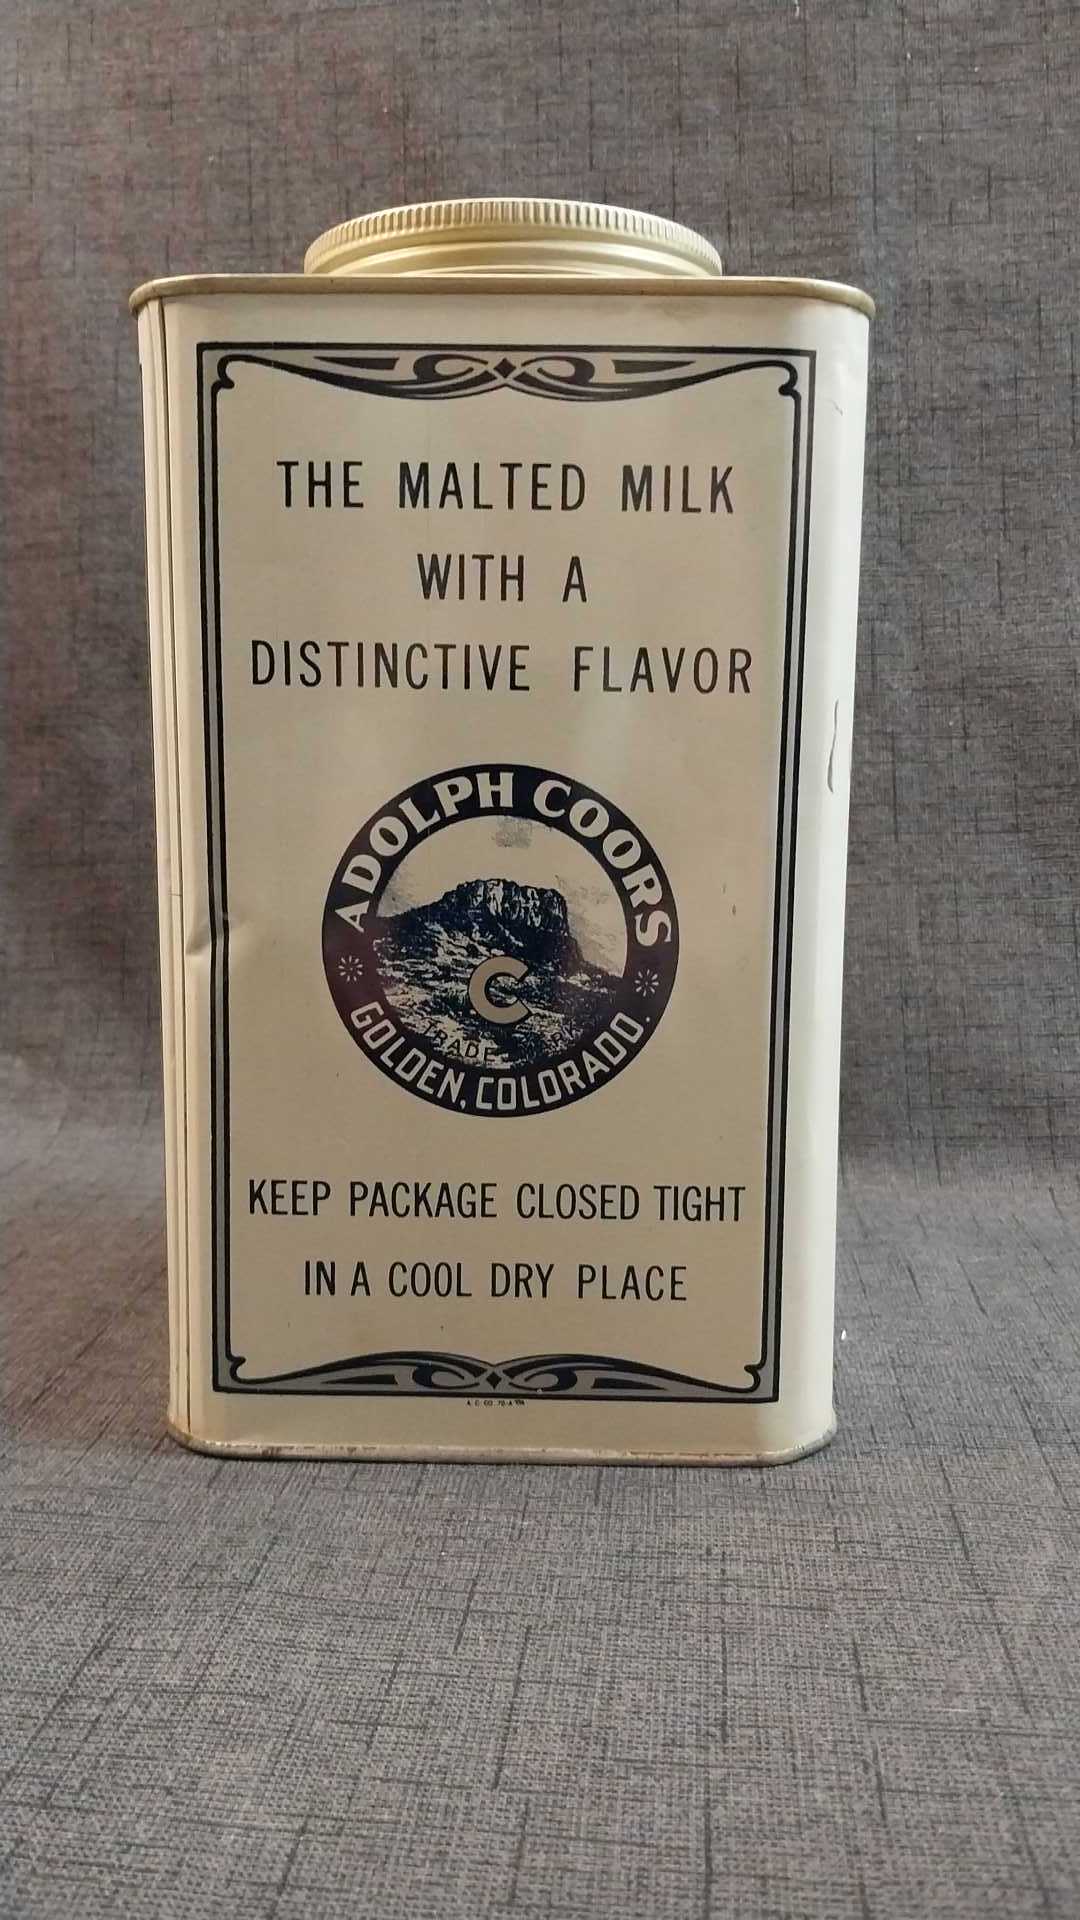 THE MALTED MILK
WITH A
DISTINCTIVE FLAVOR
ADOLPH COORS
C
TRADE
GOLDEN, COLORADO.
KEEP PACKAGE CLOSED TIGHT
IN A COOL DRY PLACE